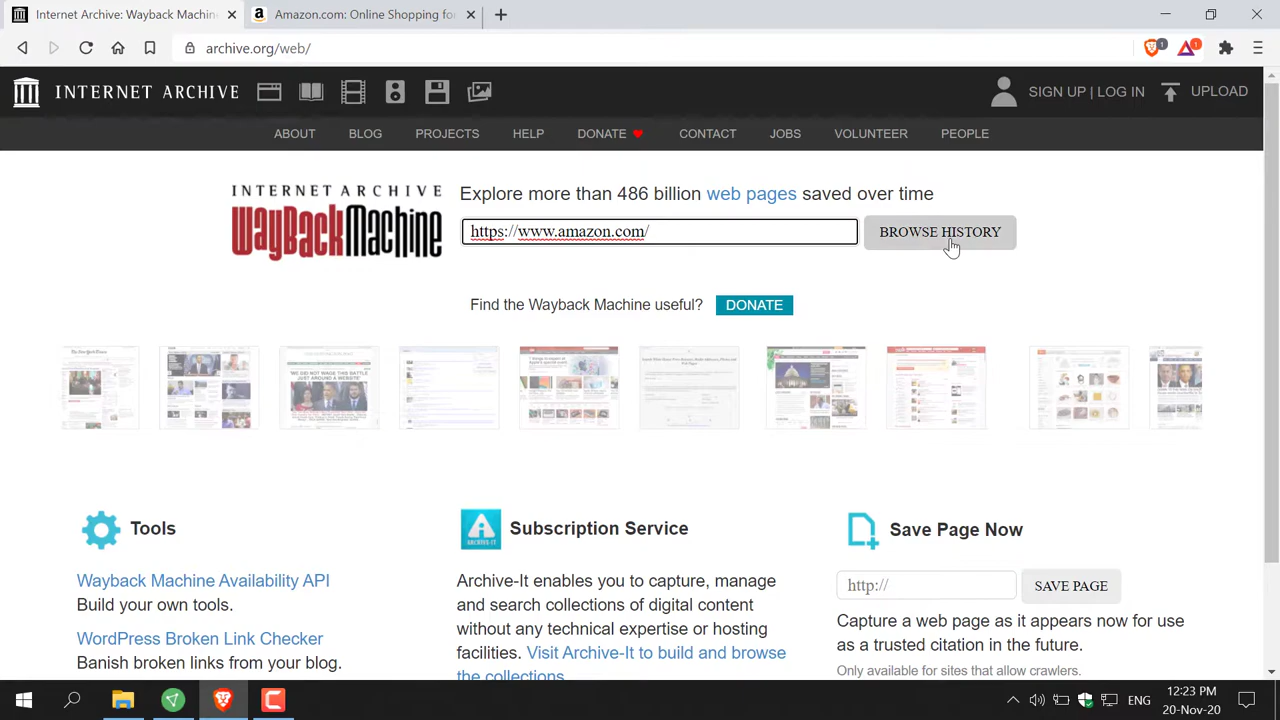 Internet Archive: Wayback Machin
Amazon.com: Online Shopping for
archive.org/web/
1
1
INTERNET ARCHIVE
SIGN UP | LOG IN
UPLOAD
ABOUT
BLOG
PROJECTS
HELP
DONATE
CONTACT
JOBS
VOLUNTEER
PEOPLE
INTERNET ARCHIVE
WayBackMachine
Explore more than 486 billion web pages saved over time
https://www.amazon.com/
BROWSE HISTORY
Find the Wayback Machine useful?
DONATE
Tools
Wayback Machine Availability API
Build your own tools.
WordPress Broken Link Checker
Banish broken links from your blog.
ARCHIVE-IT
Subscription Service
Archive-It enables you to capture, manage
and search collections of digital content
without any technical expertise or hosting
facilities. Visit Archive-It to build and browse
the collections.
Save Page Now
http://
SAVE PAGE
Capture a web page as it appears now for use
as a trusted citation in the future.
Only available for sites that allow crawlers.
ENG
12:23 PM
20-Nov-20